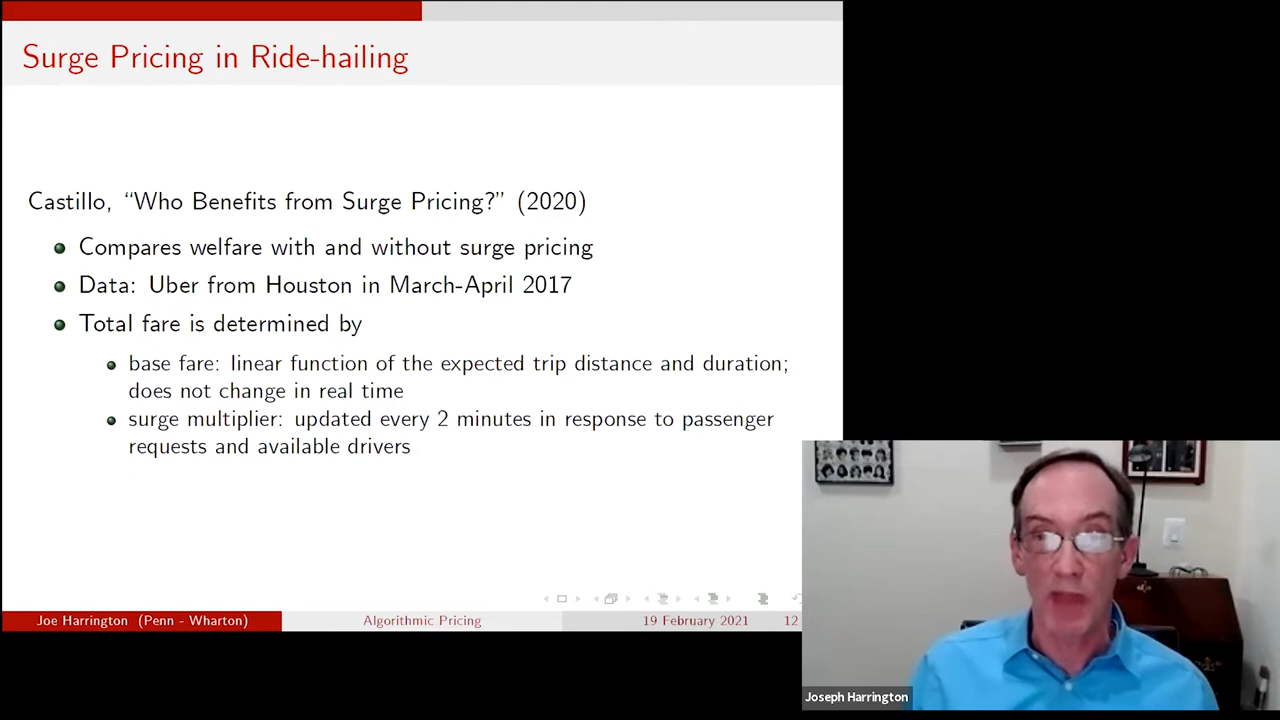 Surge Pricing in Ride-hailing
Castillo, “Who Benefits from Surge Pricing?” (2020)
Compares welfare with and without surge pricing
Data: Uber from Houston in March-April 2017
Total fare is determined by
base fare: linear function of the expected trip distance and duration;
does not change in real time
surge multiplier: updated every 2 minutes in response to passenger
requests and available drivers
Joe Harrington (Penn - Wharton)
Algorithmic Pricing
19 February 2021
12
Joseph Harrington